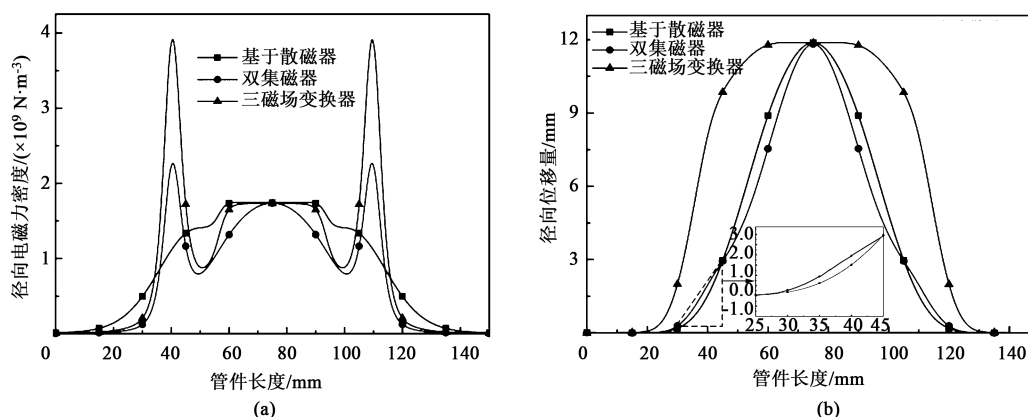 4
3
2
1
0
径向电磁力密度/(×10⁹ N·m⁻³)
基于散磁器
双集磁器
三磁场变换器
0 20 40 60 80 100 120 140
管件长度/mm
(a)
12
9
6
3
0
径向位移量/mm
基于散磁器
双集磁器
三磁场变换器
3.0
2.0
1.0
0.0
-1.0
25 30 35 40 45
0 20 40 60 80 100 120 140
管件长度/mm
(b)